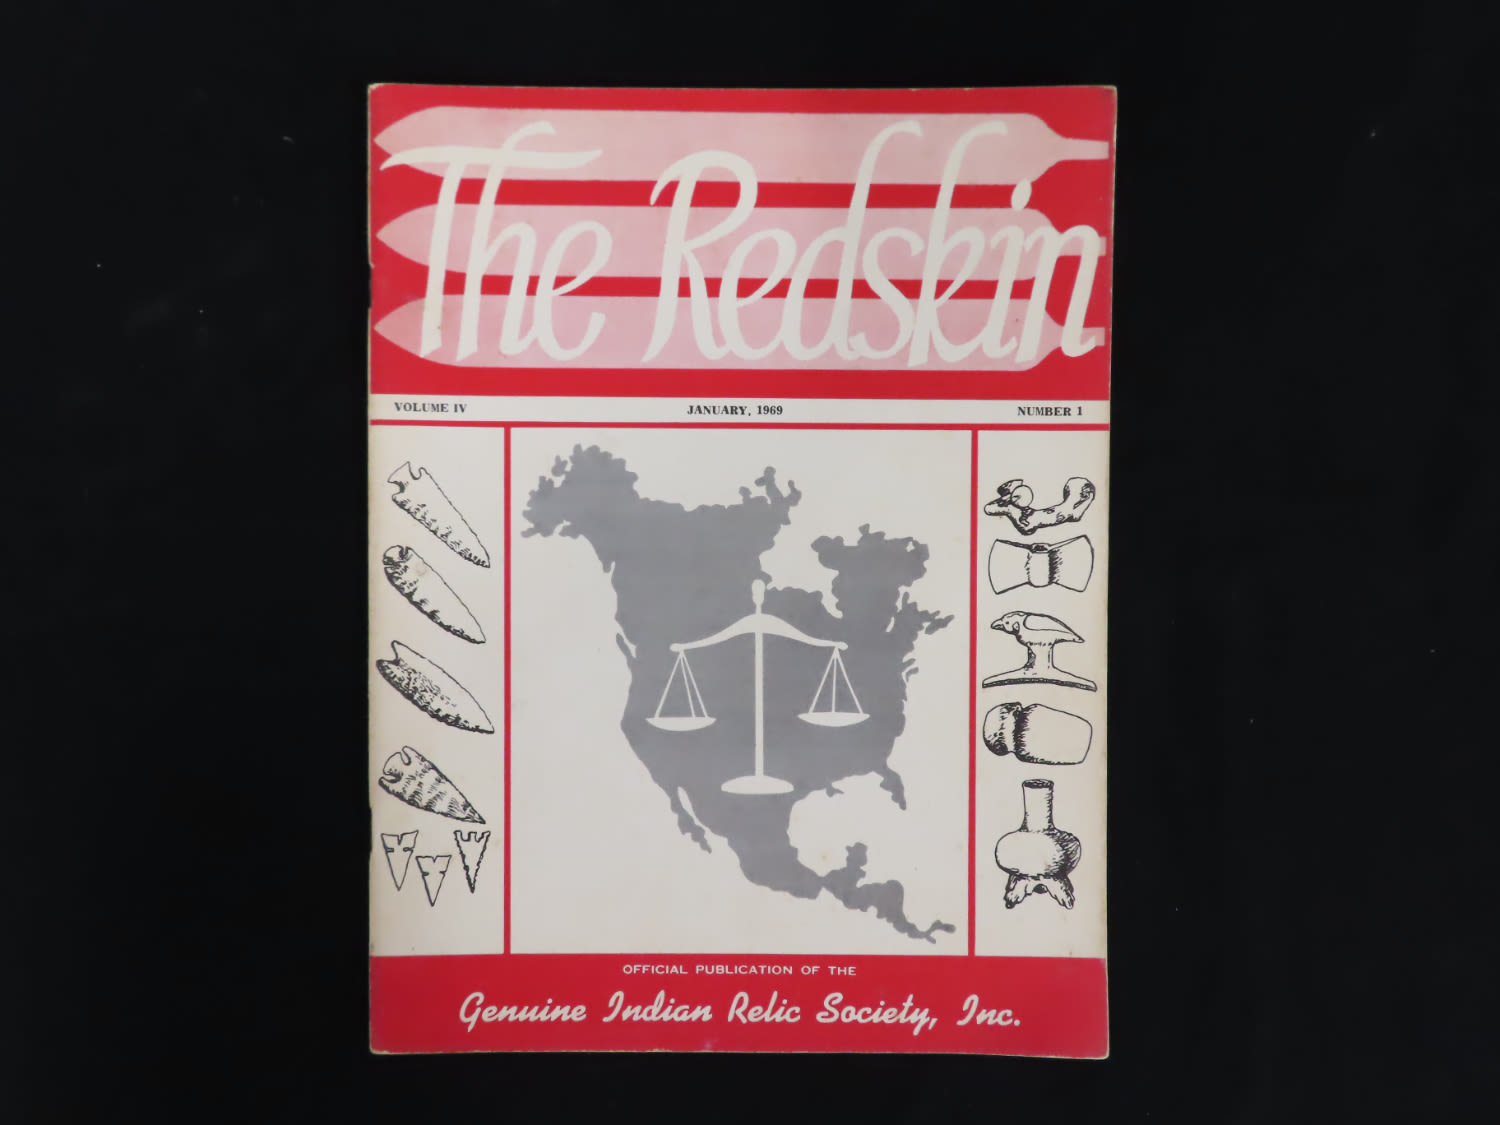 The Redskin
VOLUME IV JANUARY, 1969 NUMBER 1
OFFICIAL PUBLICATION OF THE
Genuine Indian Relic Society, Inc.